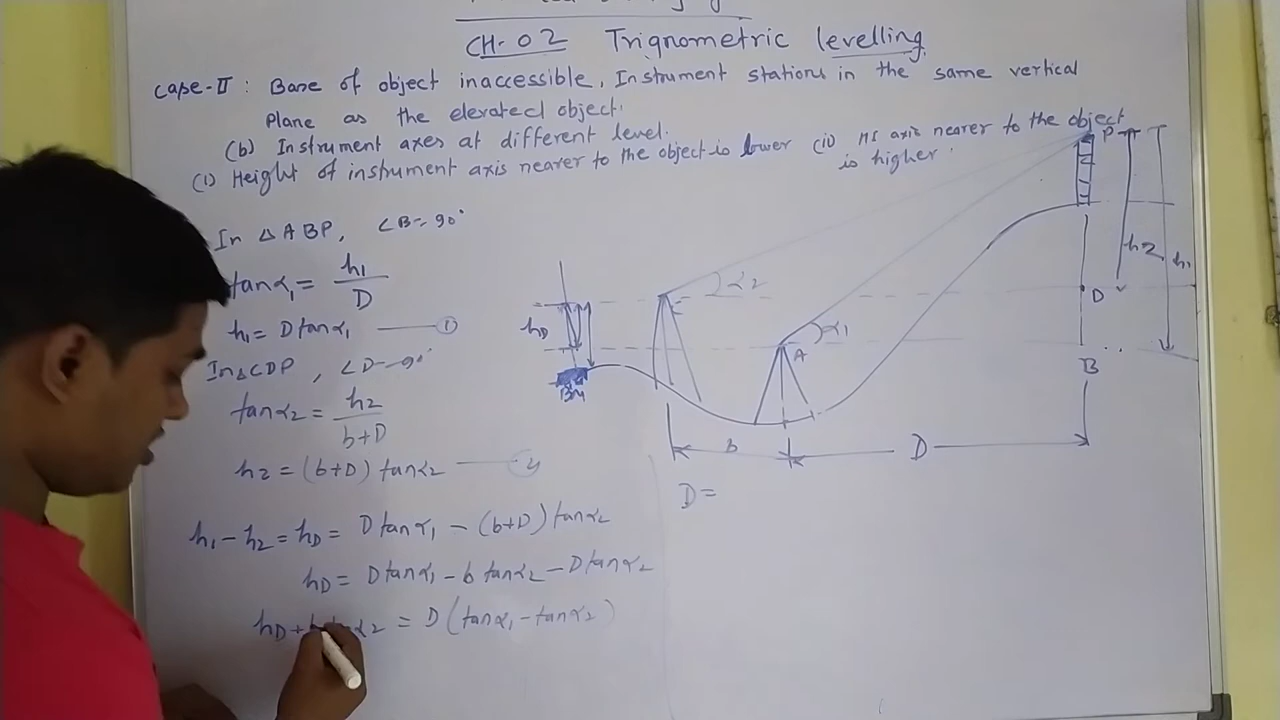 CH-02 Trignometric levelling
Case-II : Base of object inaccessible, Instrument stations in the same vertical
Plane as the elevated object.
(b) Instrument axes at different level.
(i) Height of instrument axis nearer to the object is lower (ii) HI axis nearer to the object
is higher.
In △ABP, ∠B=90°
tanα₁ = h₁/D
h₁ = D tanα₁ —— ①
In △CDP, ∠D=90°
tanα₂ = h₂/b+D
h₂ = (b+D) tanα₂ —— ②
h₁ - h₂ = hD = D tanα₁ - (b+D) tanα₂
hD = D tanα₁ - b tanα₂ - D tanα₂
hD + b tanα₂ = D (tanα₁ - tanα₂)
P
h₂
h₁
α₂
D
hD
α₁
A
B
BM
b
D
D =